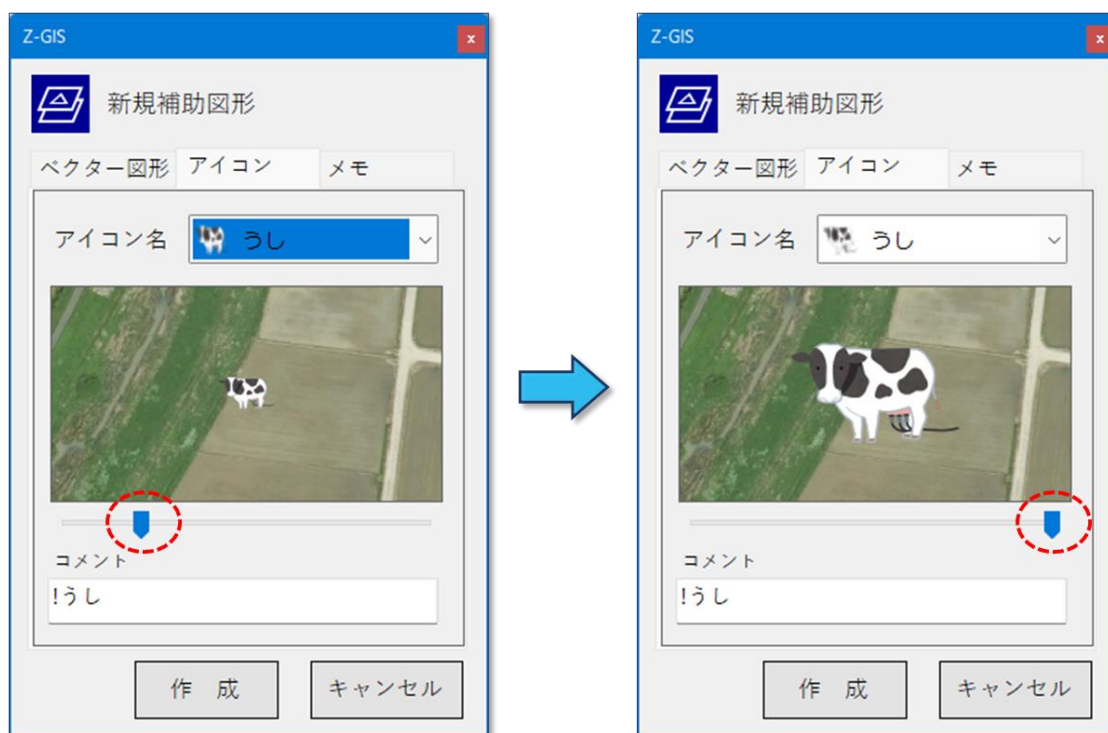 Z-GIS x
新規補助図形
ベクター図形 アイコン メモ
アイコン名 うし
コメント
!うし
作 成 キャンセル
Z-GIS x
新規補助図形
ベクター図形 アイコン メモ
アイコン名 うし
コメント
!うし
作 成 キャンセル